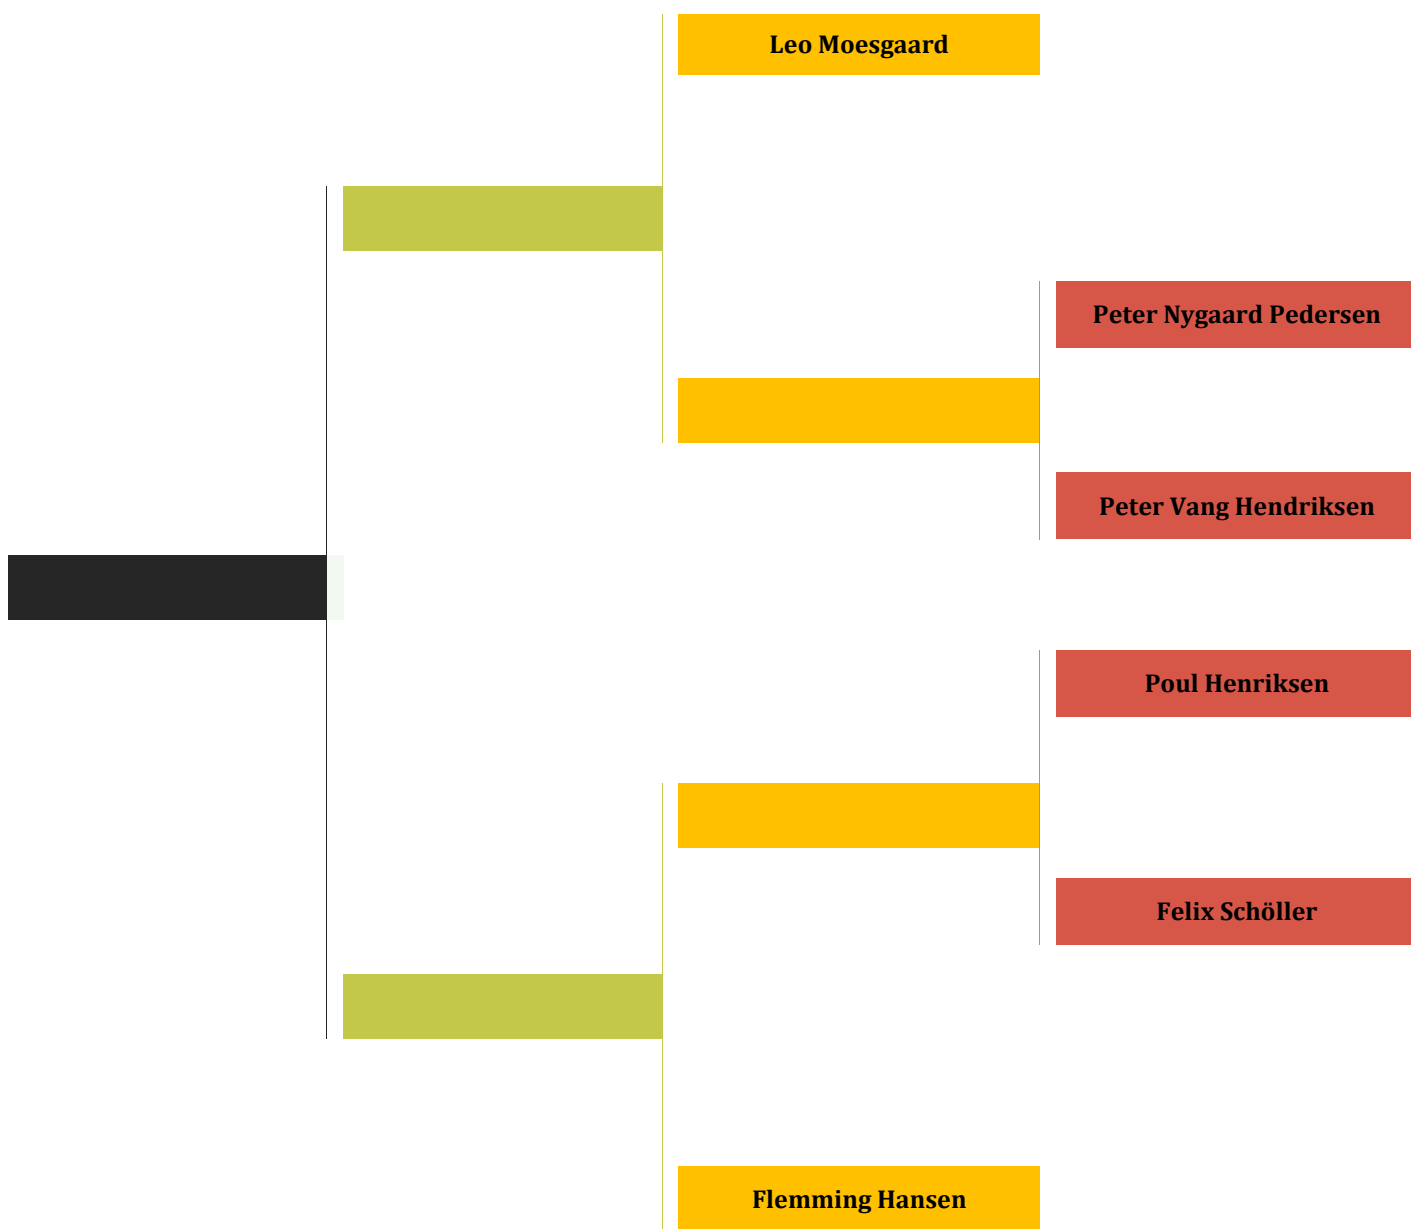 Leo Moesgaard
Peter Nygaard Pedersen
Peter Vang Hendriksen
Poul Henriksen
Felix Schöller
Flemming Hansen